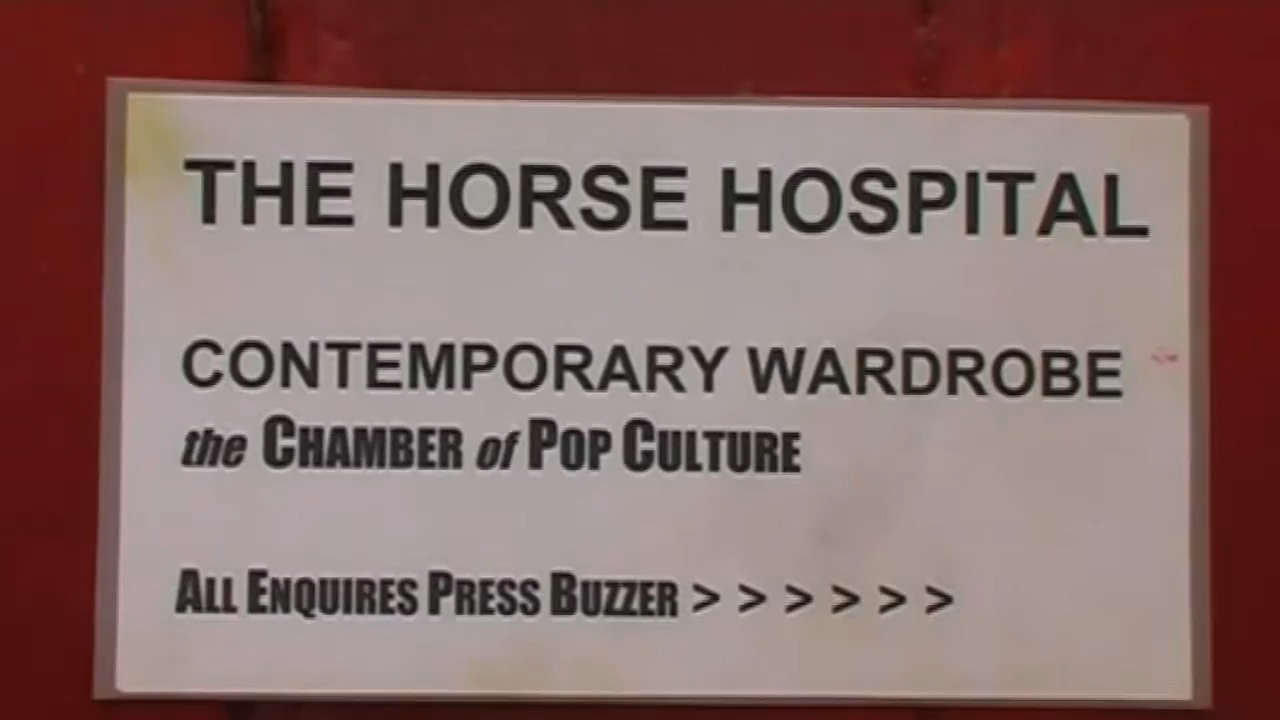 THE HORSE HOSPITAL
CONTEMPORARY WARDROBE
the CHAMBER of POP CULTURE
ALL ENQUIRES PRESS BUZZER > > > > > >